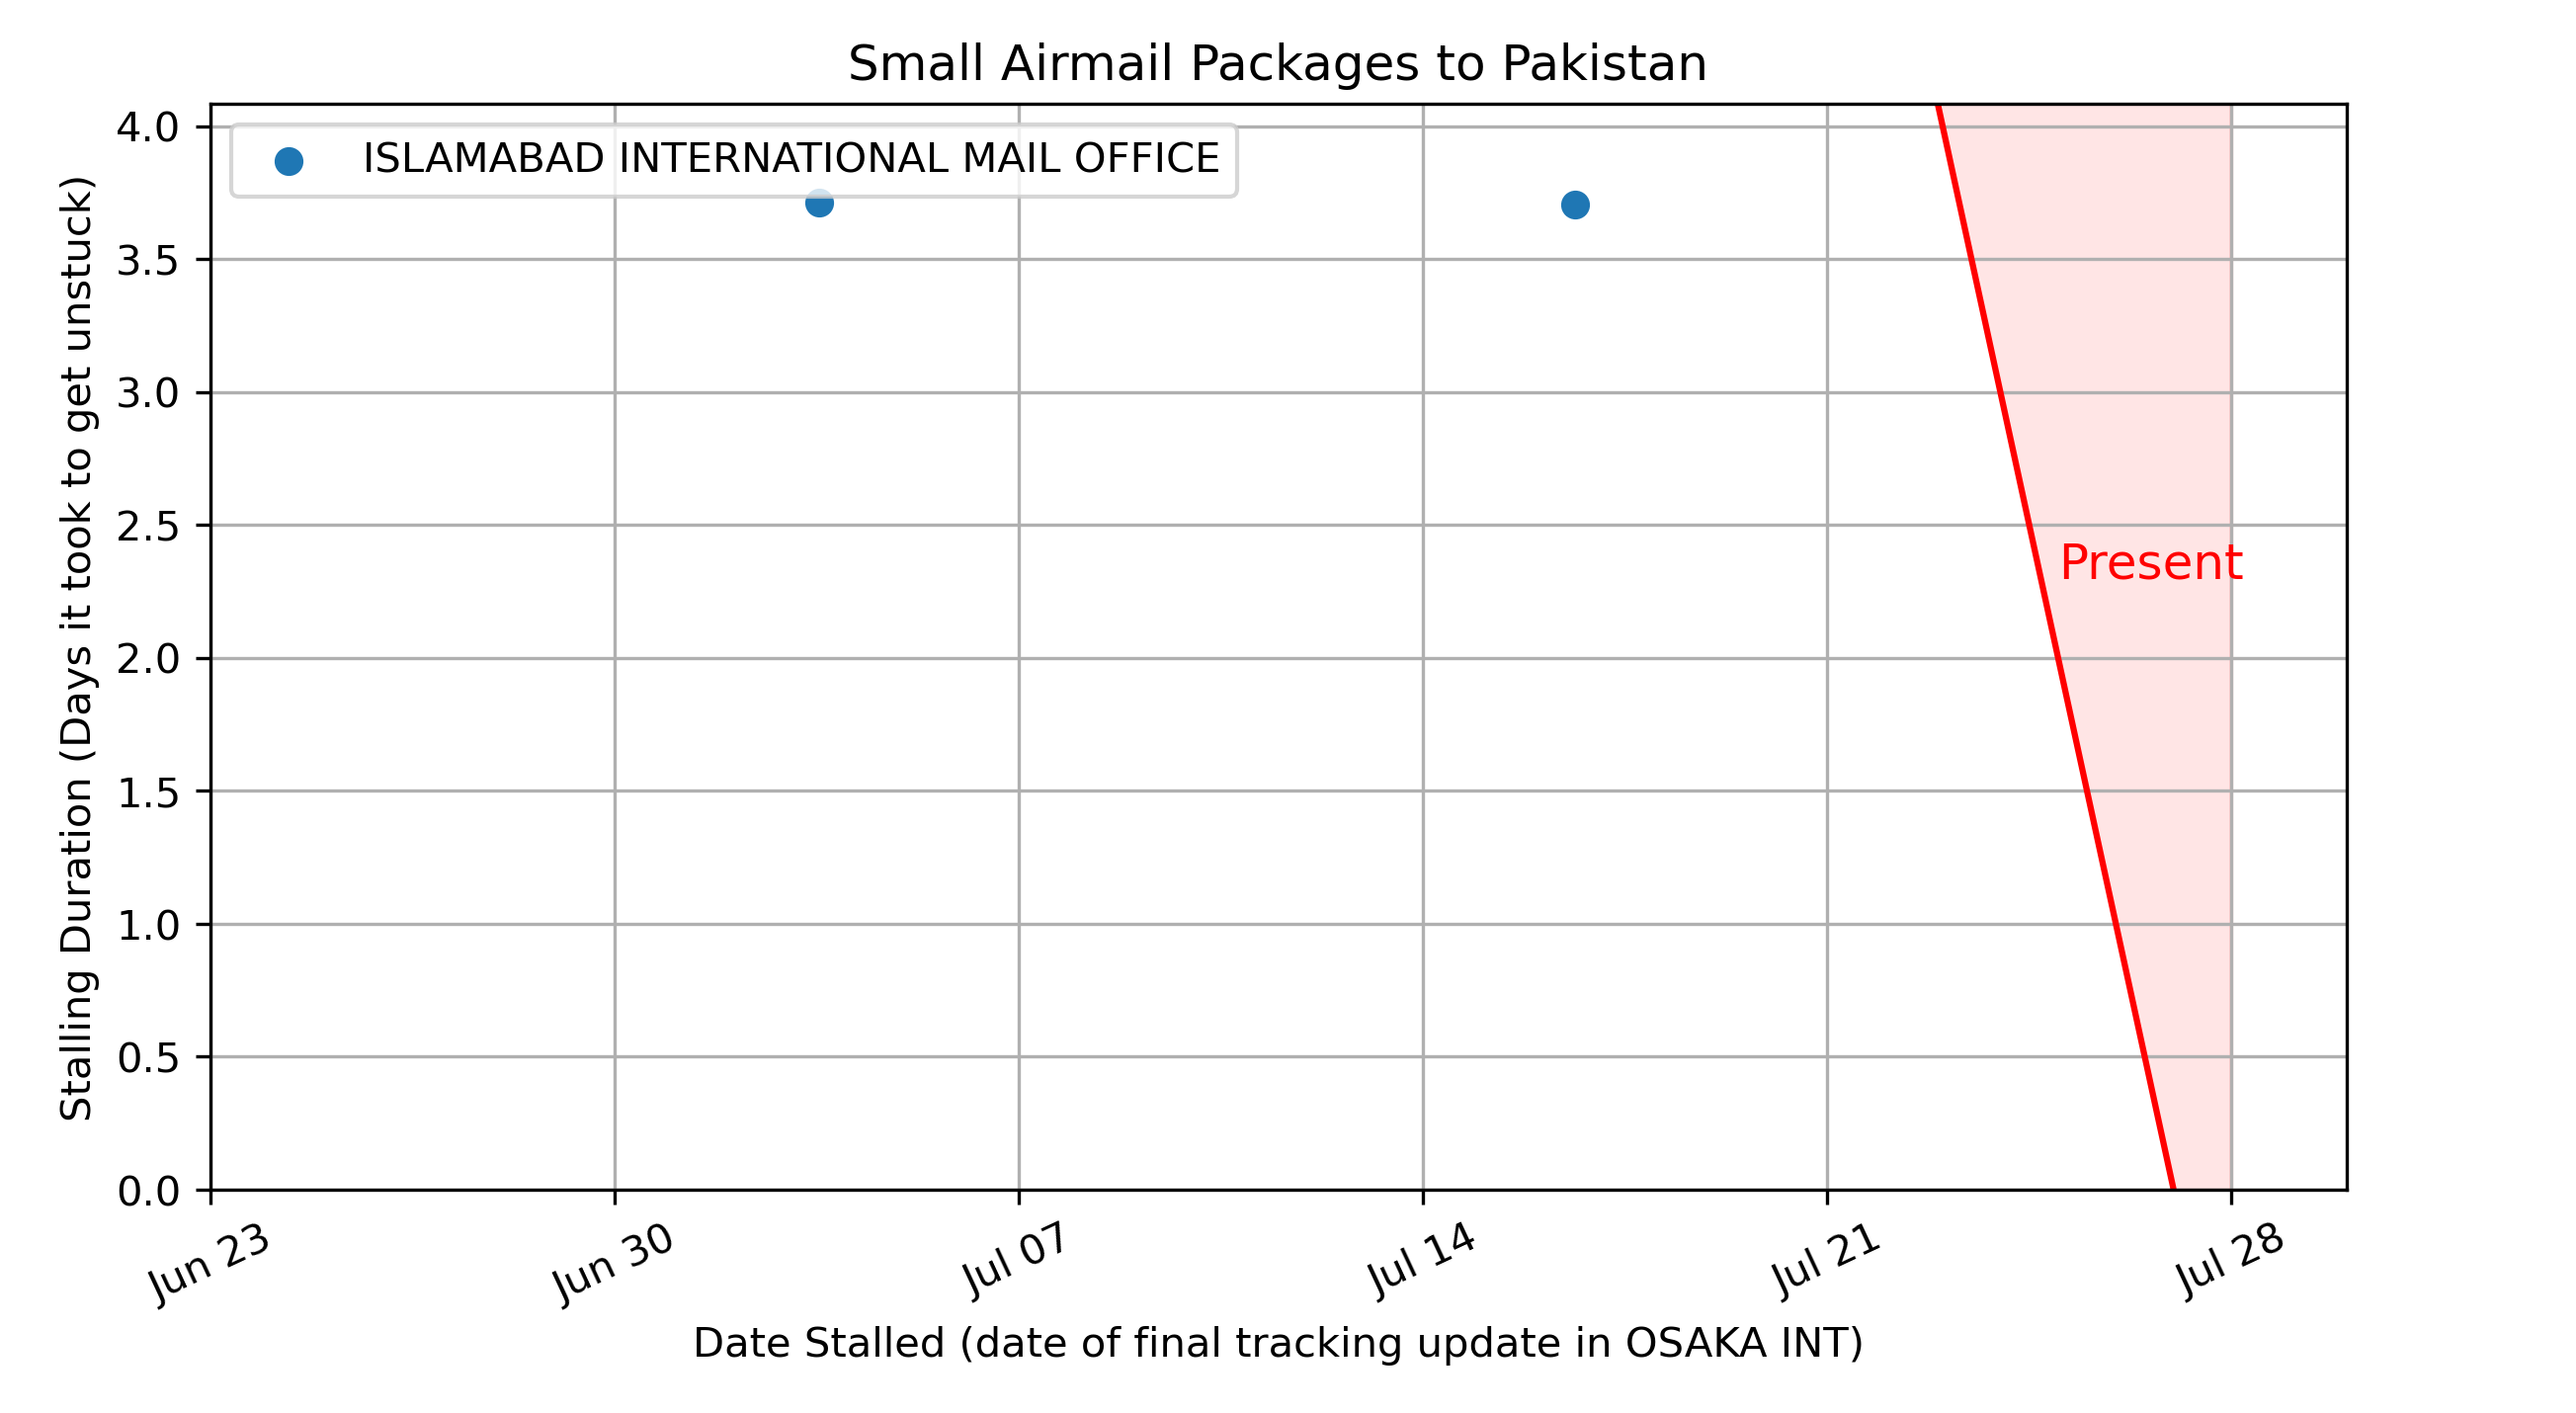 Small Airmail Packages to Pakistan
ISLAMABAD INTERNATIONAL MAIL OFFICE
Stalling Duration (Days it took to get unstuck)
4.0
3.5
3.0
2.5
2.0
1.5
1.0
0.5
0.0
Present
Jun 23
Jun 30
Jul 07
Jul 14
Jul 21
Jul 28
Date Stalled (date of final tracking update in OSAKA INT)